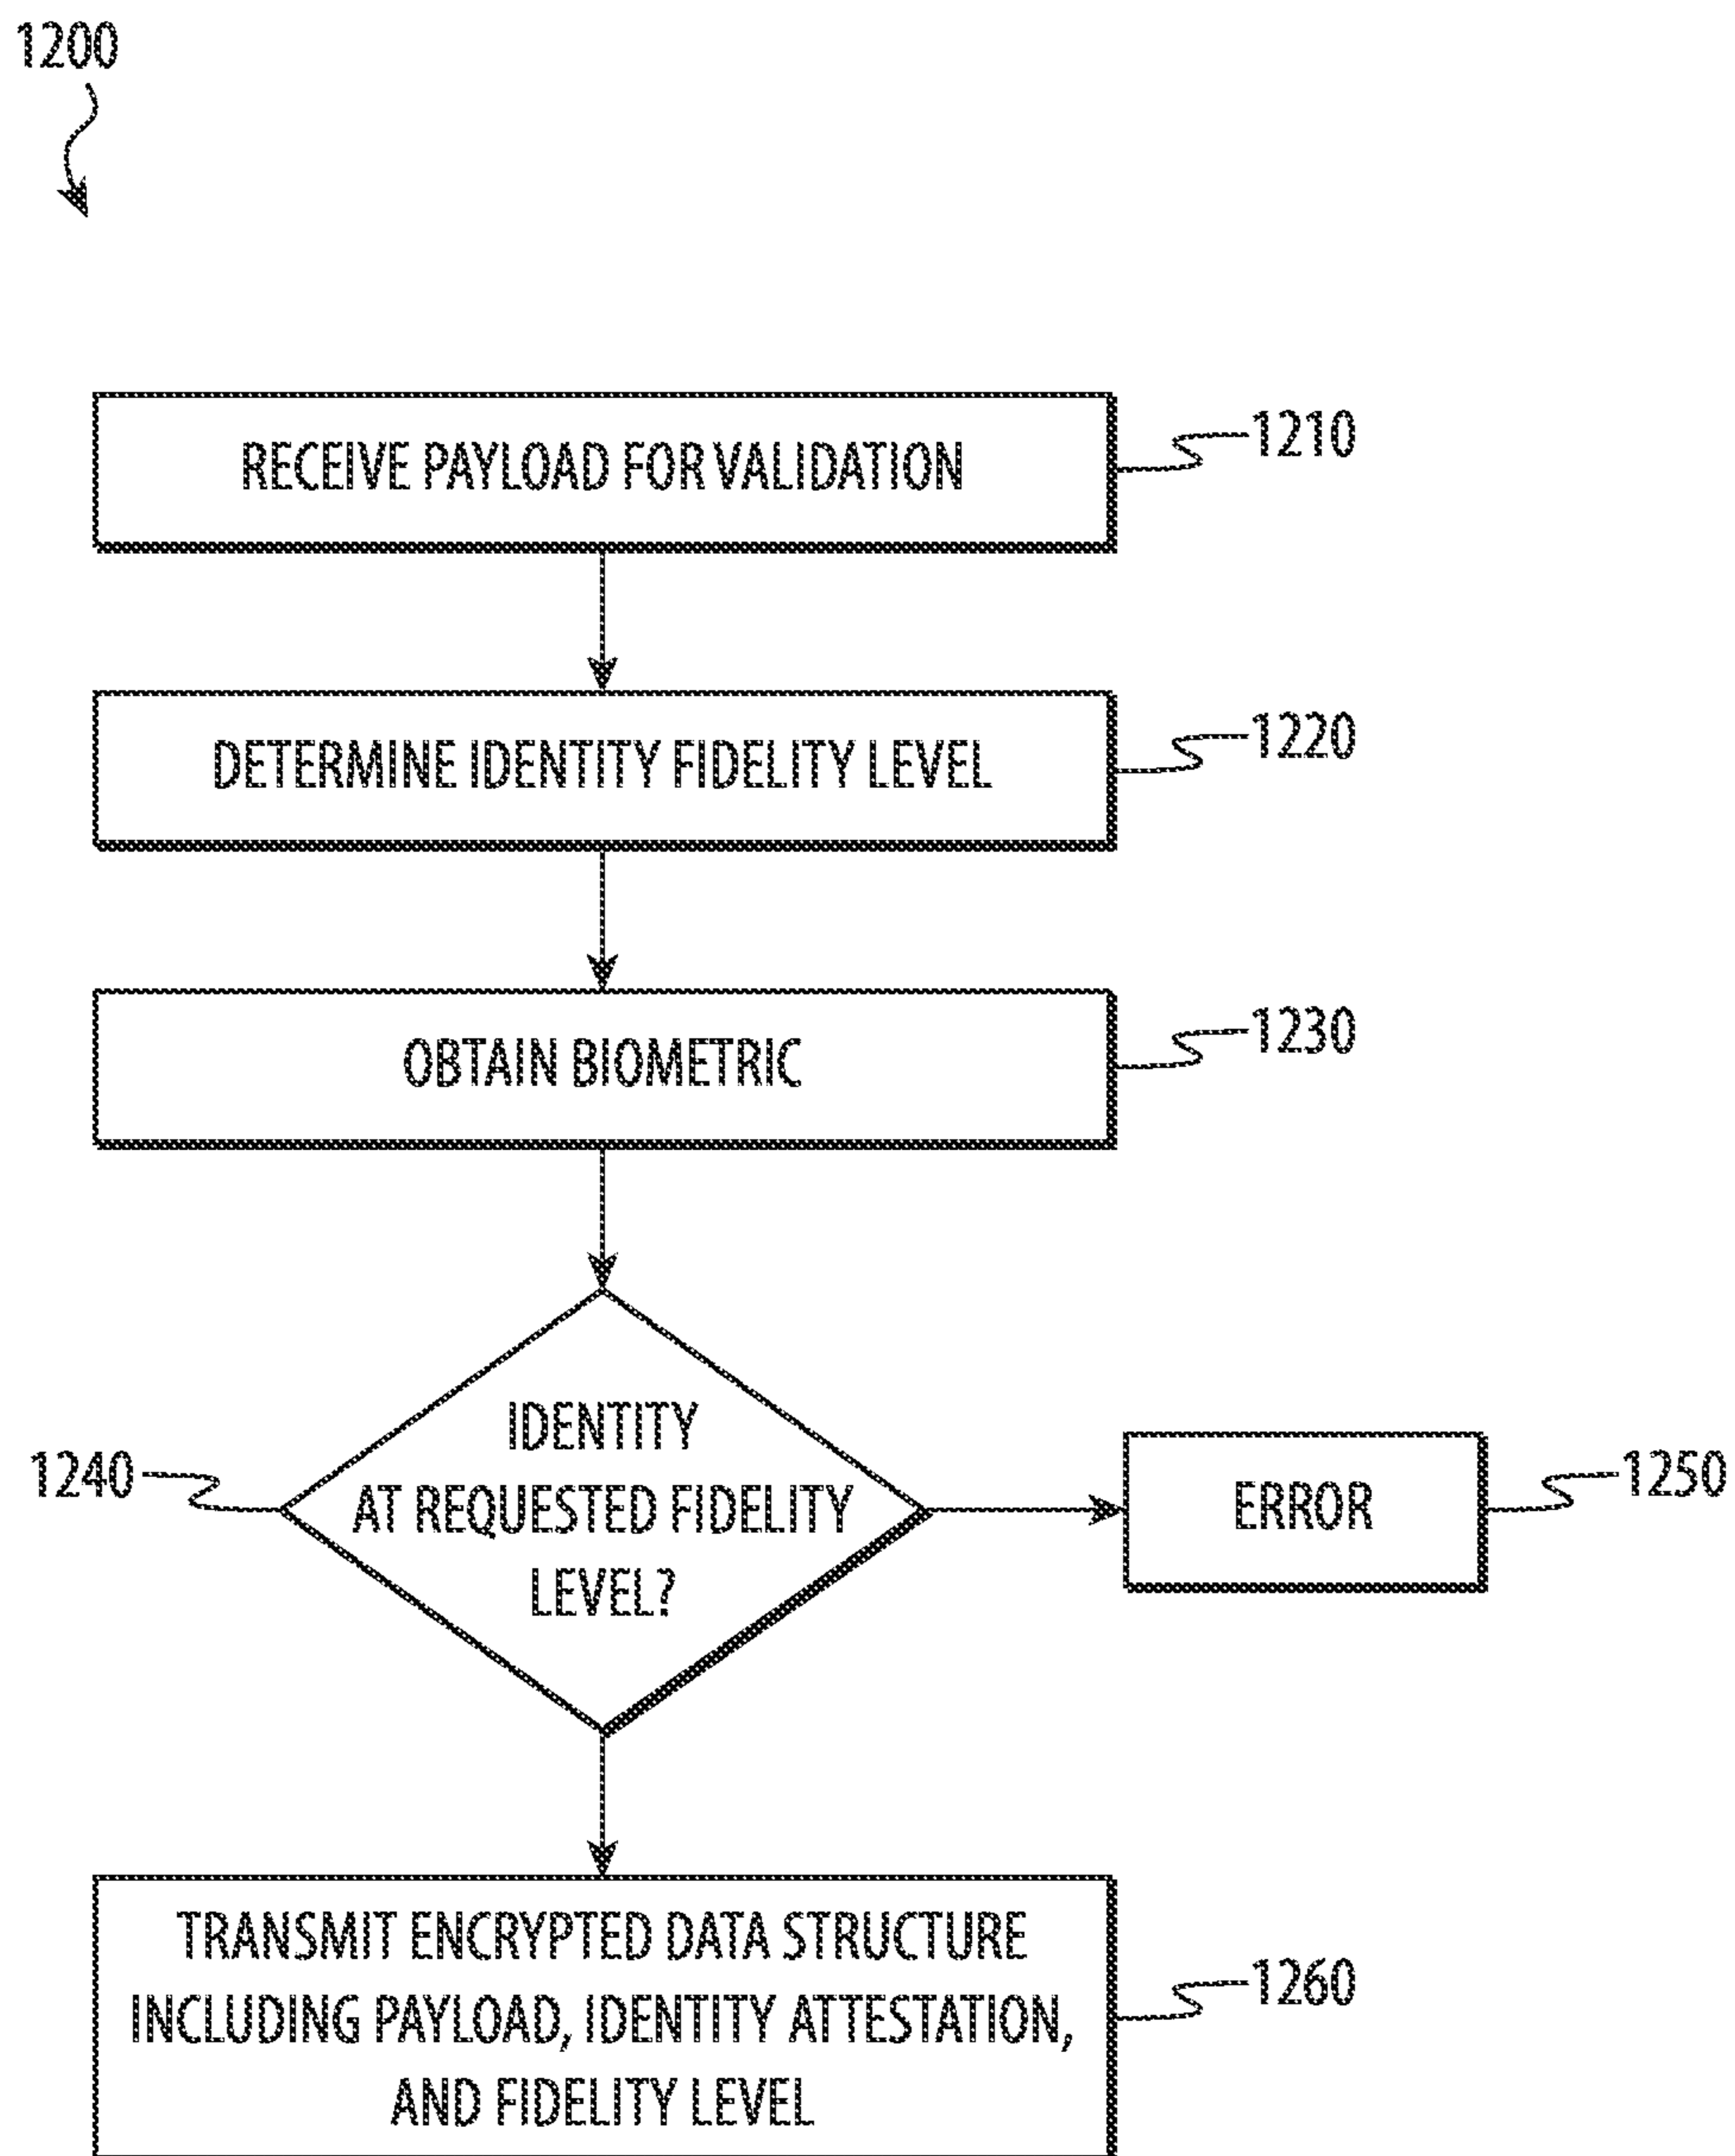 1200
RECEIVE PAYLOAD FOR VALIDATION
1210
DETERMINE IDENTITY FIDELITY LEVEL
1220
OBTAIN BIOMETRIC
1230
IDENTITY
AT REQUESTED FIDELITY
LEVEL?
1240
ERROR
1250
TRANSMIT ENCRYPTED DATA STRUCTURE
INCLUDING PAYLOAD, IDENTITY ATTESTATION,
AND FIDELITY LEVEL
1260